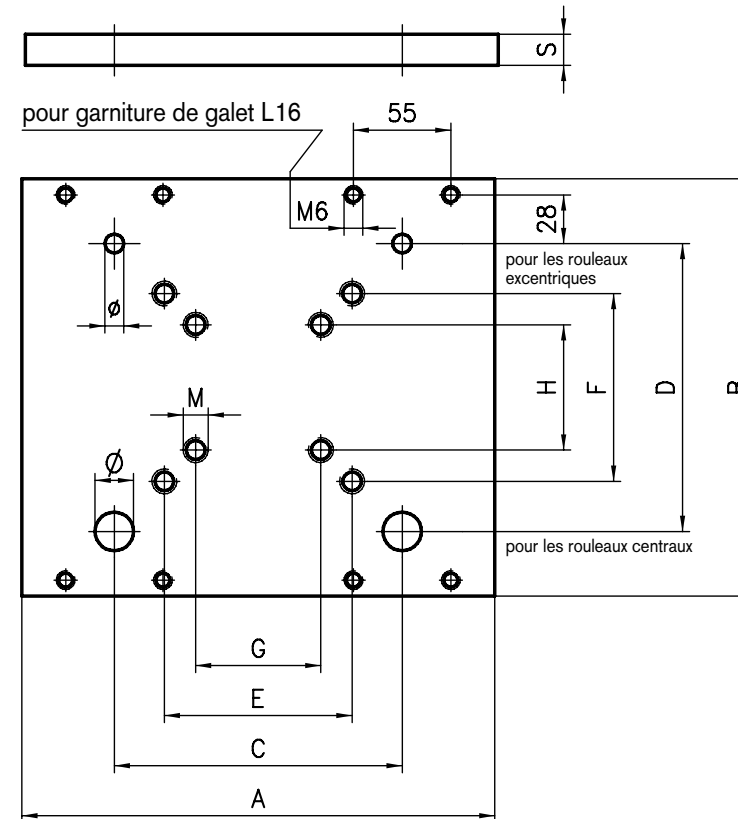 S
pour garniture de galet L16
55
M6
28
pour les rouleaux
excentriques
ø
M
H
F
D
B
Ø
pour les rouleaux centraux
G
E
C
A